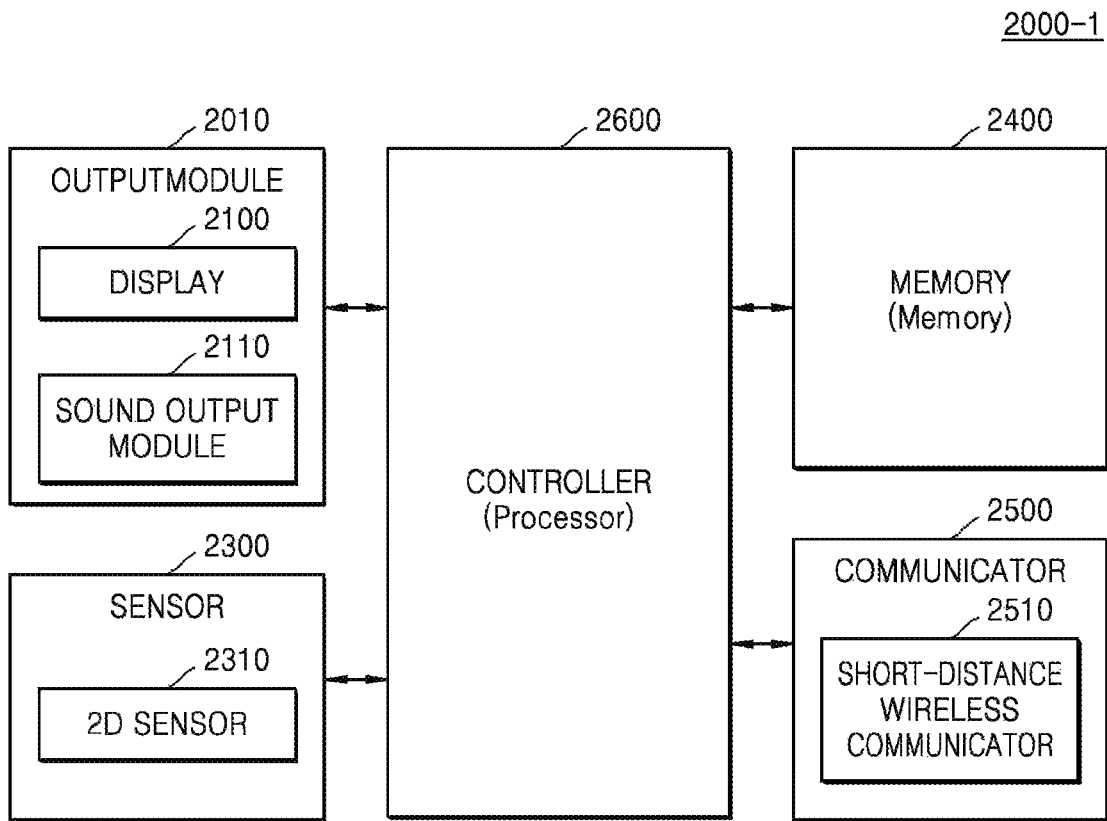 2000-1
2010
OUTPUTMODULE
2100
DISPLAY
2110
SOUND OUTPUT
MODULE
2300
SENSOR
2310
2D SENSOR
2600
CONTROLLER
(Processor)
2400
MEMORY
(Memory)
2500
COMMUNICATOR
2510
SHORT-DISTANCE
WIRELESS
COMMUNICATOR